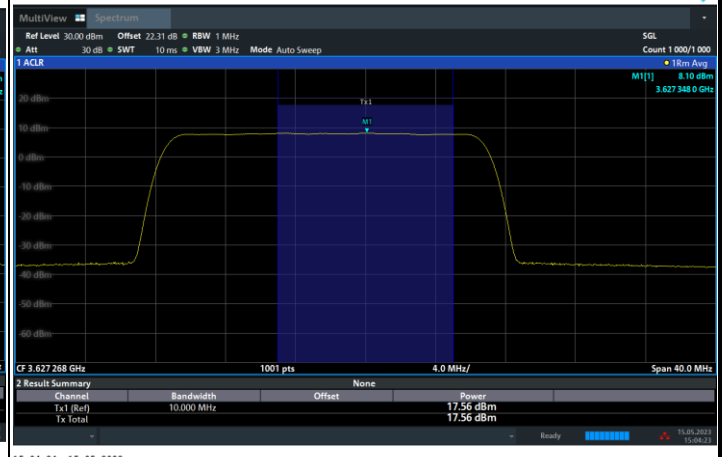 MultiView Spectrum
Ref Level 30.00 dBm Offset 22.31 dB RBW 1 MHz SGL
Att 30 dB SWT 10 ms VBW 3 MHz Mode Auto Sweep Count 1 000/1 000
1 ACLR 1Rm Avg
M1[1] 8.10 dBm
3.627 348 0 GHz
20 dBm
Tx1
10 dBm
M1
0 dBm
-10 dBm
-20 dBm
-30 dBm
-40 dBm
-50 dBm
-60 dBm
CF 3.627 268 GHz 1001 pts 4.0 MHz/ Span 40.0 MHz
2 Result Summary None
Channel Bandwidth Offset Power
Tx1 (Ref) 10.000 MHz 17.56 dBm
Tx Total 17.56 dBm
Ready 15.05.2023
15:04:23